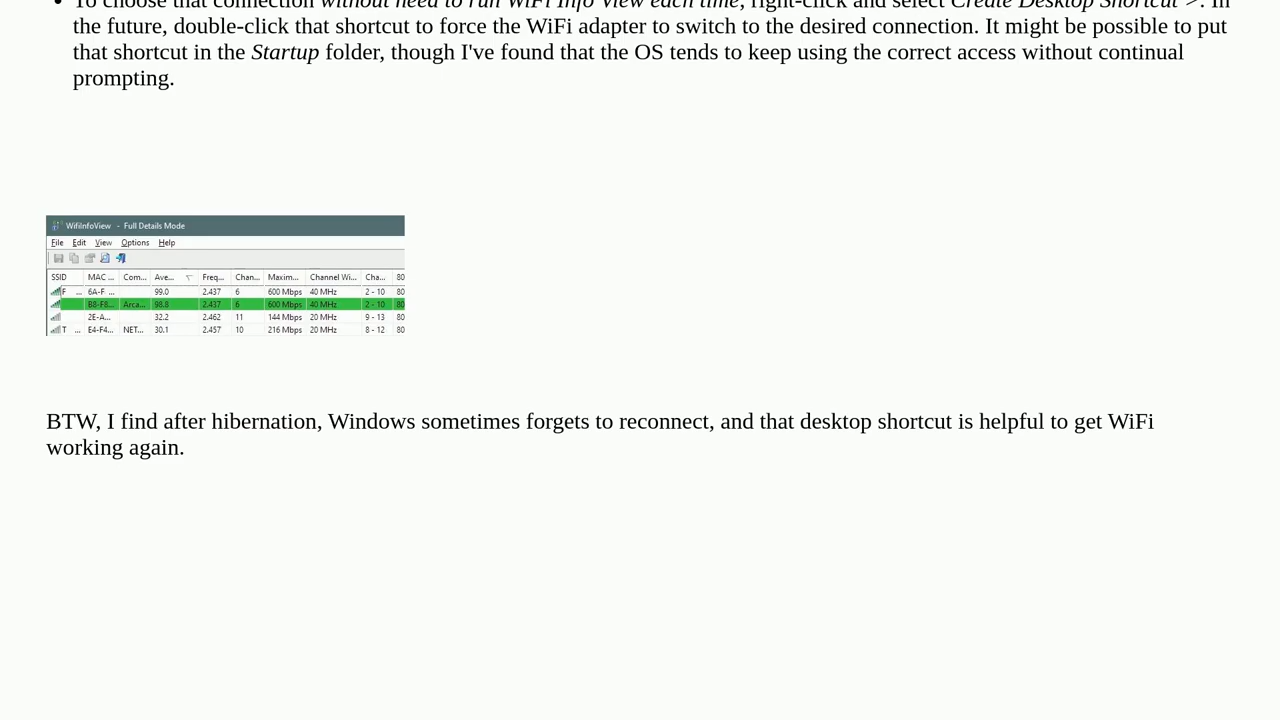 • To choose that connection without need to run WiFi Info View each time, right-click and select Create Desktop Shortcut >. In
the future, double-click that shortcut to force the WiFi adapter to switch to the desired connection. It might be possible to put
that shortcut in the Startup folder, though I've found that the OS tends to keep using the correct access without continual
prompting.
WifiInfoView - Full Details Mode
File Edit View Options Help
SSID MAC ... Com... Ave... Freq... Chan... Maxim... Channel Wi... Cha... 80
F ... 6A-F ... 99.0 2.437 6 600 Mbps 40 MHz 2 - 10 80
B8-F8... Arca... 98.8 2.437 6 600 Mbps 40 MHz 2 - 10 80
2E-A... 32.2 2.462 11 144 Mbps 20 MHz 9 - 13 80
T ... E4-F4... NET... 30.1 2.457 10 216 Mbps 20 MHz 8 - 12 80
BTW, I find after hibernation, Windows sometimes forgets to reconnect, and that desktop shortcut is helpful to get WiFi
working again.